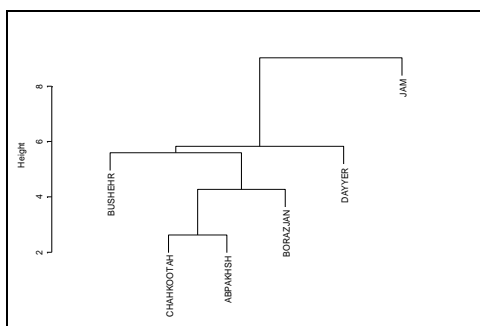 Height
8
6
4
2
JAM
BUSHEHR
DAYYER
BORAZJAN
CHAHKOOTAH
ABPAKHSH